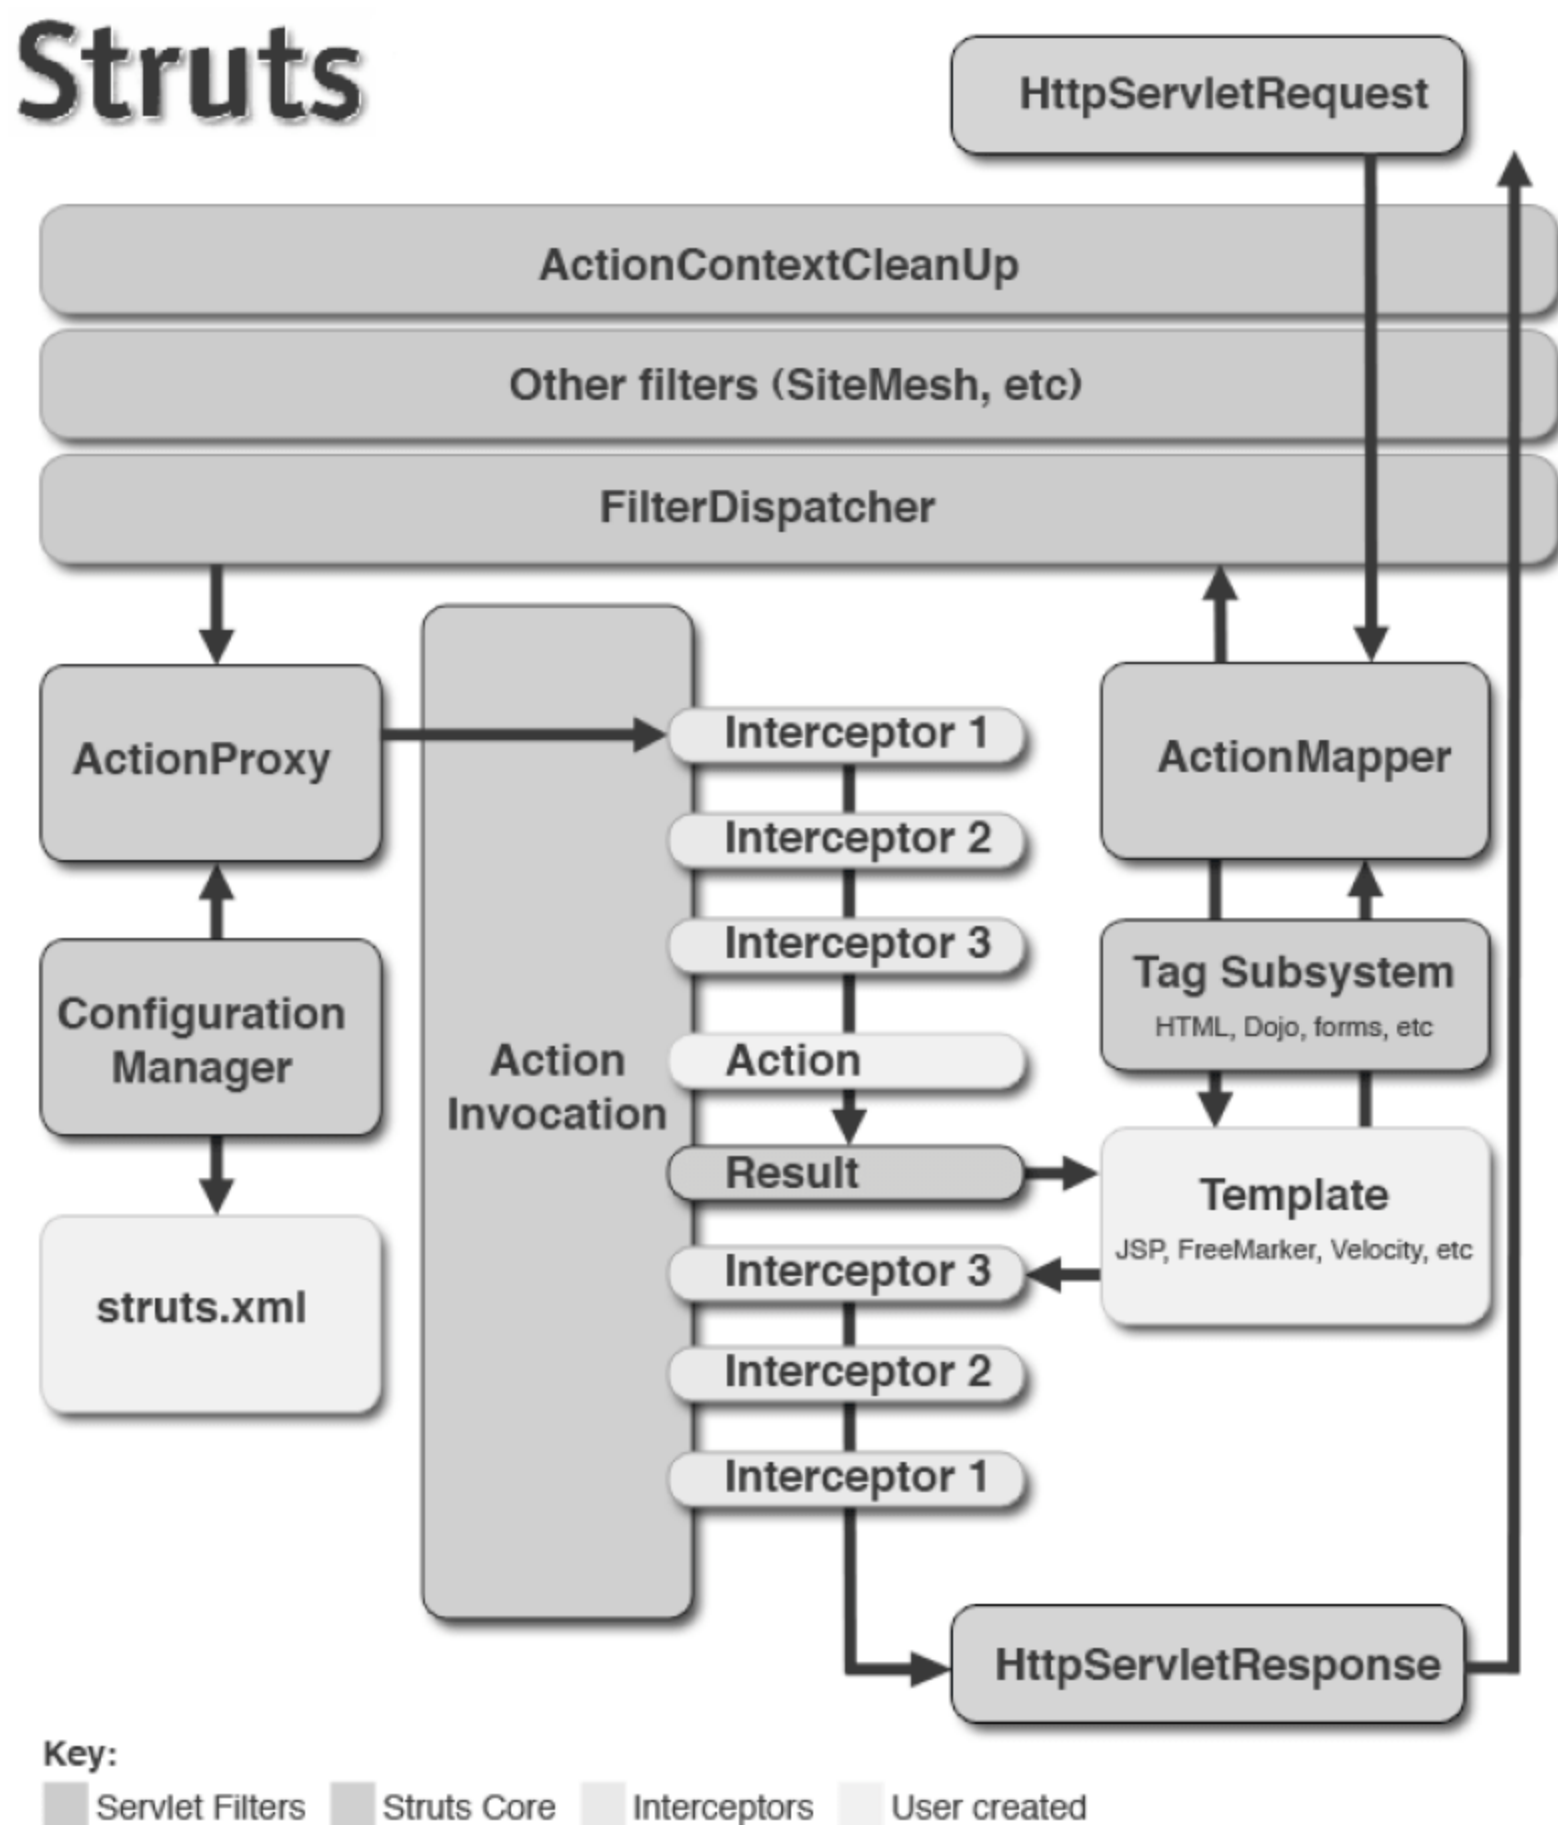 Struts
HttpServletRequest
ActionContextCleanUp
Other filters (SiteMesh, etc)
FilterDispatcher
ActionProxy
Interceptor 1
ActionMapper
Interceptor 2
Interceptor 3
Tag Subsystem
HTML, Dojo, forms, etc
Configuration
Manager
Action
Invocation
Action
Result
Template
JSP, FreeMarker, Velocity, etc
struts.xml
Interceptor 3
Interceptor 2
Interceptor 1
HttpServletResponse
Key:
Servlet Filters
Struts Core
Interceptors
User created